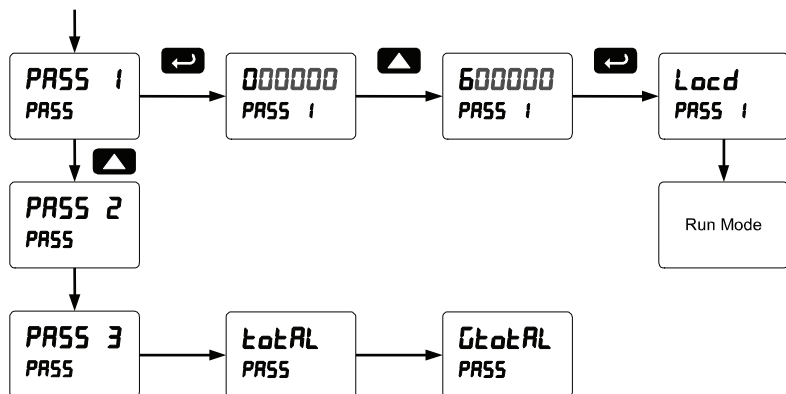 PASS 1
PASS
000000
PASS 1
600000
PASS 1
Locd
PASS 1
PASS 2
PASS
Run Mode
PASS 3
PASS
totAL
PASS
GtotAL
PASS